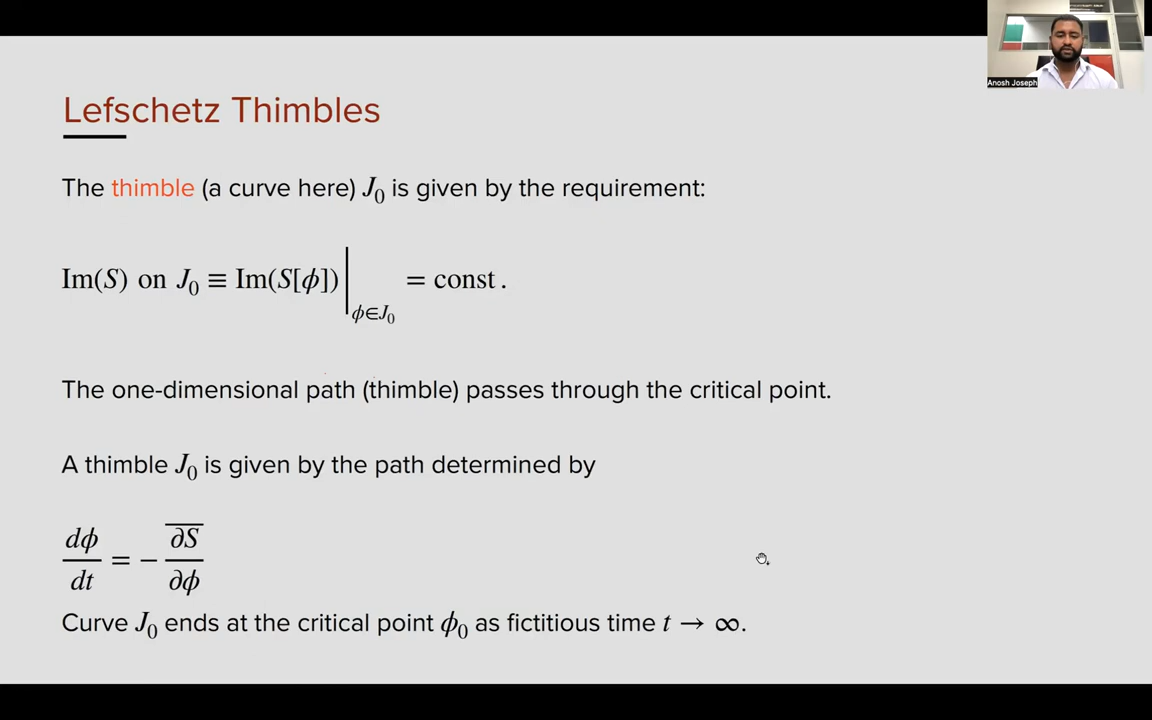 Anosh Joseph
Lefschetz Thimbles
The thimble (a curve here) J₀ is given by the requirement:
Im(S) on J₀ ≡ Im(S[ϕ])|_{ϕ∈J₀} = const.
The one-dimensional path (thimble) passes through the critical point.
A thimble J₀ is given by the path determined by
dϕ/dt = − \overline{∂S}/∂ϕ
Curve J₀ ends at the critical point ϕ₀ as fictitious time t → ∞.